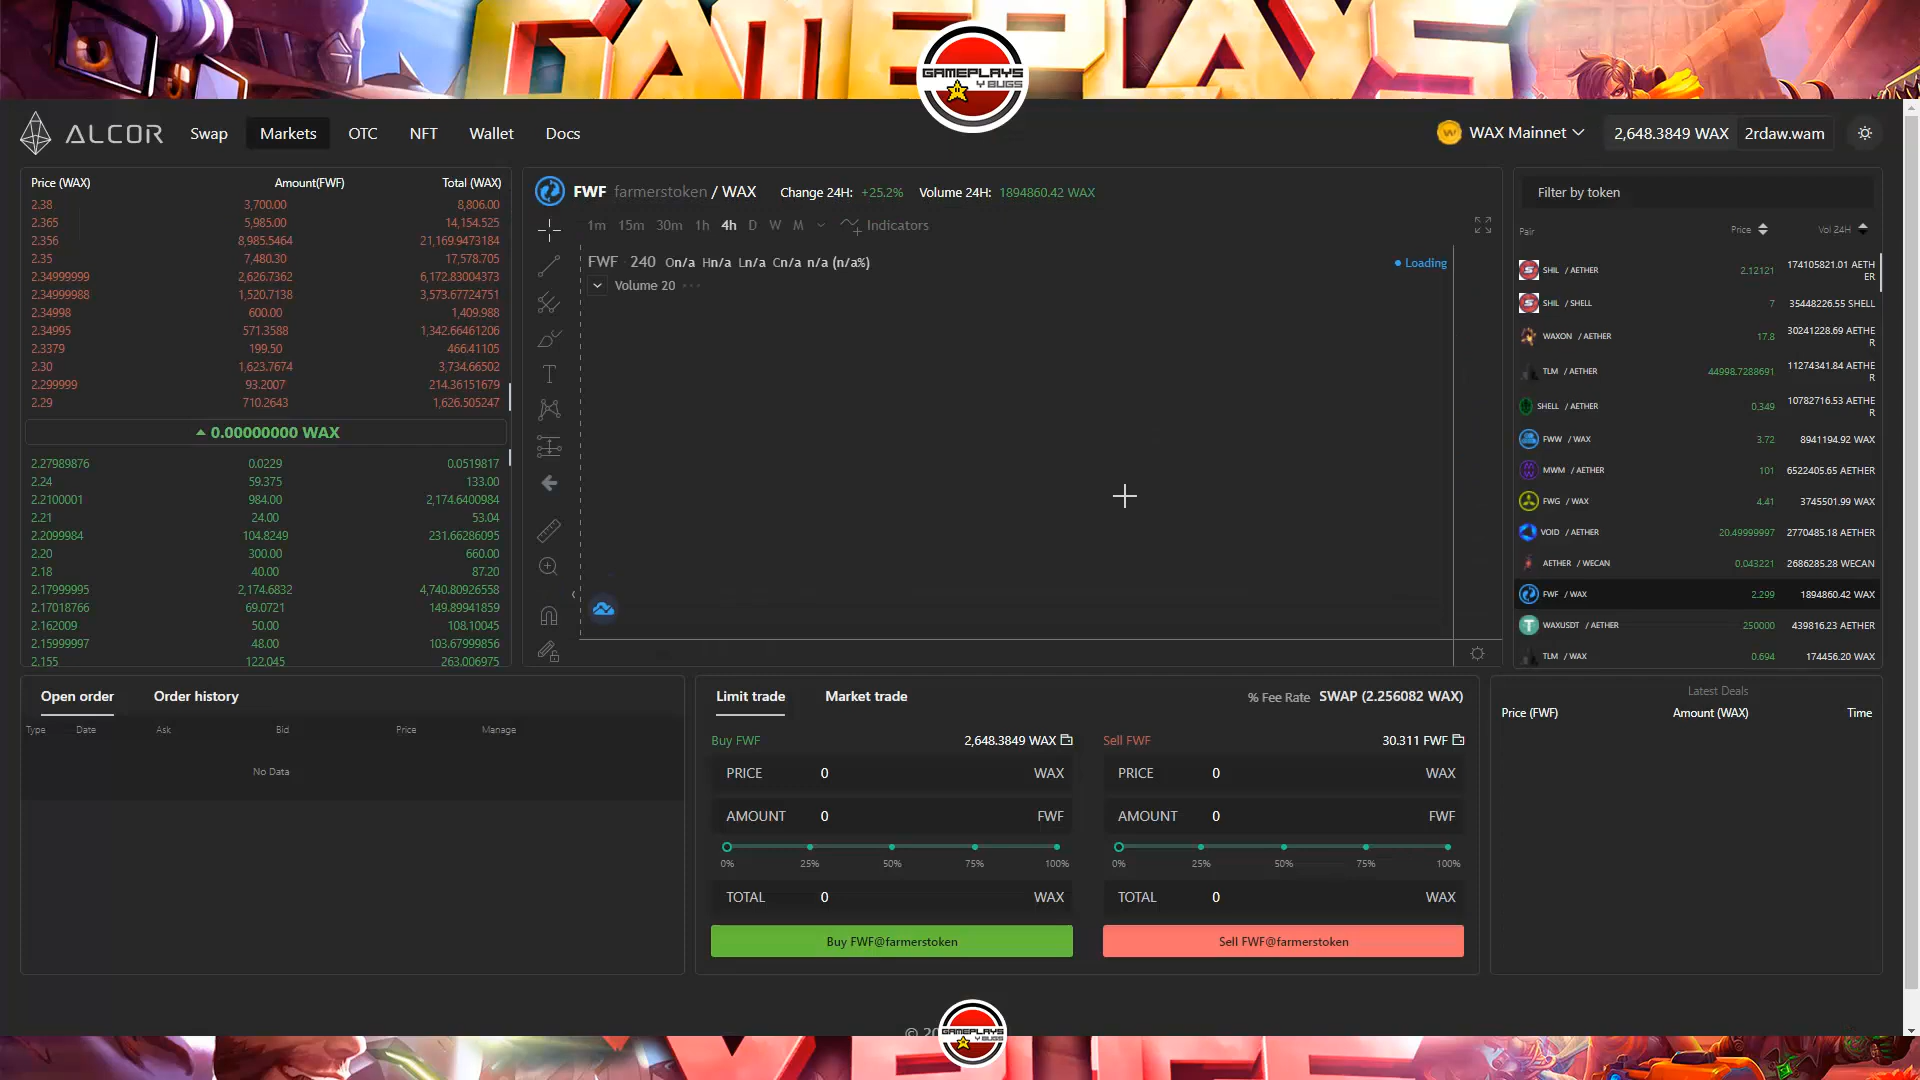 GAMEPLAYS
GAMEPLAYS
Y BUGS
ALCOR
Swap
Markets
OTC
NFT
Wallet
Docs
WAX Mainnet
2,648.3849 WAX
2rdaw.wam
Price (WAX) Amount(FWF) Total (WAX)
2.38 3,700.00 8,806.00
2.365 5,985.00 14,154.525
2.356 8,985.5464 21,169.9473184
2.35 7,480.30 17,578.705
2.34999999 2,626.7362 6,172.83004373
2.34999988 1,520.7138 3,573.67724751
2.34998 600.00 1,409.988
2.34995 571.3588 1,342.66461206
2.3379 199.50 466.41105
2.30 1,623.7674 3,734.66502
2.299999 93.2007 214.36151679
2.29 710.2643 1,626.505247
0.00000000 WAX
2.27989876 0.0229 0.0519817
2.24 59.375 133.00
2.2100001 984.00 2,174.6400984
2.21 24.00 53.04
2.2099984 104.8249 231.66286095
2.20 300.00 660.00
2.18 40.00 87.20
2.17999995 2,174.6832 4,740.80926558
2.17018766 69.0721 149.89941859
2.162009 50.00 108.10045
2.15999997 48.00 103.67999856
2.155 122.045 263.006975
FWF farmerstoken / WAX Change 24H: +25.2% Volume 24H: 1894860.42 WAX
1m 15m 30m 1h 4h D W M Indicators
FWF · 240 On/a Hn/a Ln/a Cn/a n/a (n/a%)
Loading
Volume 20
Filter by token
Pair Price Vol 24H
SHIL / AETHER 2.12121 174105821.01 AETH
ER
SHIL / SHELL 7 35448226.55 SHELL
WAXON / AETHER 17.8 30241228.69 AETHE
R
TLM / AETHER 44998.7288691 11274341.84 AETHE
R
SHELL / AETHER 0.349 10782716.53 AETHE
R
FWW / WAX 3.72 8941194.92 WAX
MWM / AETHER 101 6522405.65 AETHER
FWG / WAX 4.41 3745501.99 WAX
VOID / AETHER 20.49999997 2770485.18 AETHER
AETHER / WECAN 0.043221 2686285.28 WECAN
FWF / WAX 2.299 1894860.42 WAX
WAXUSDT / AETHER 250000 439816.23 AETHER
TLM / WAX 0.694 174456.20 WAX
Open order
Order history
Type Date Ask Bid Price Manage
No Data
Limit trade
Market trade
% Fee Rate SWAP (2.256082 WAX)
Buy FWF 2,648.3849 WAX
PRICE 0 WAX
AMOUNT 0 FWF
0% 25% 50% 75% 100%
TOTAL 0 WAX
Buy FWF@farmerstoken
Sell FWF 30.311 FWF
PRICE 0 WAX
AMOUNT 0 FWF
0% 25% 50% 75% 100%
TOTAL 0 WAX
Sell FWF@farmerstoken
Latest Deals
Price (FWF) Amount (WAX) Time
GAMEPLAYS
Y BUGS